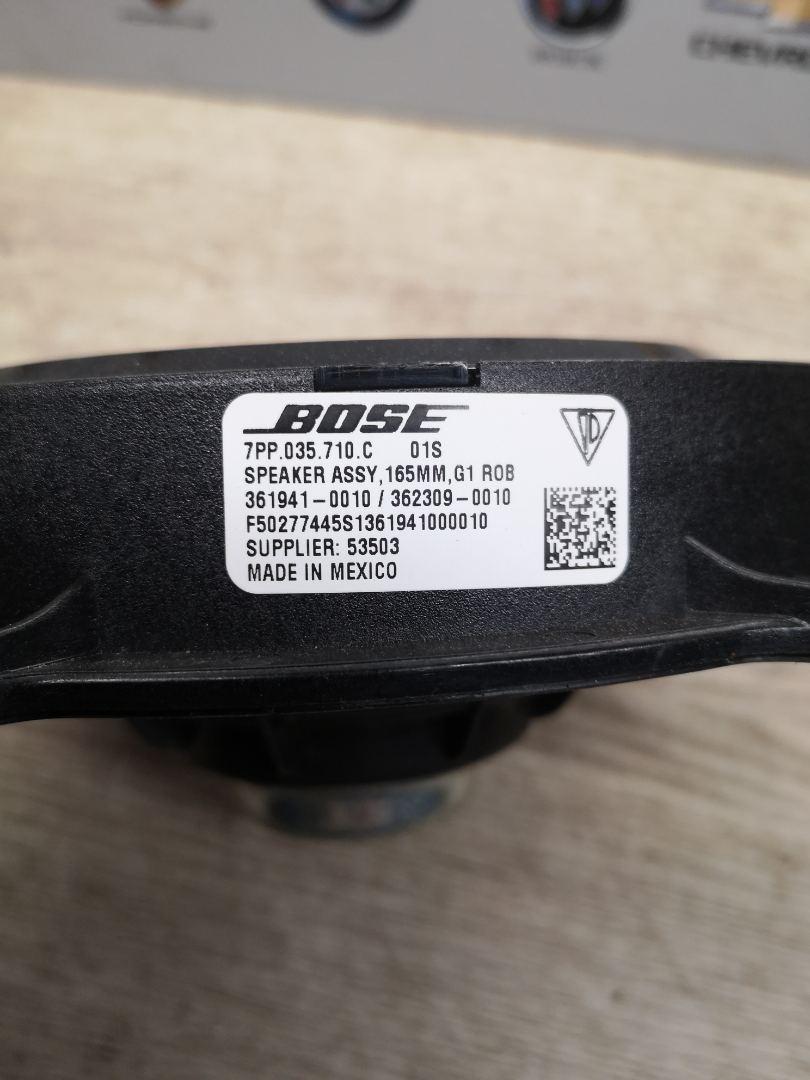 CHEVRO
BOSE
7PP.035.710.C 01S
SPEAKER ASSY,165MM,G1 ROB
361941-0010 / 362309-0010
F50277445S1361941000010
SUPPLIER: 53503
MADE IN MEXICO